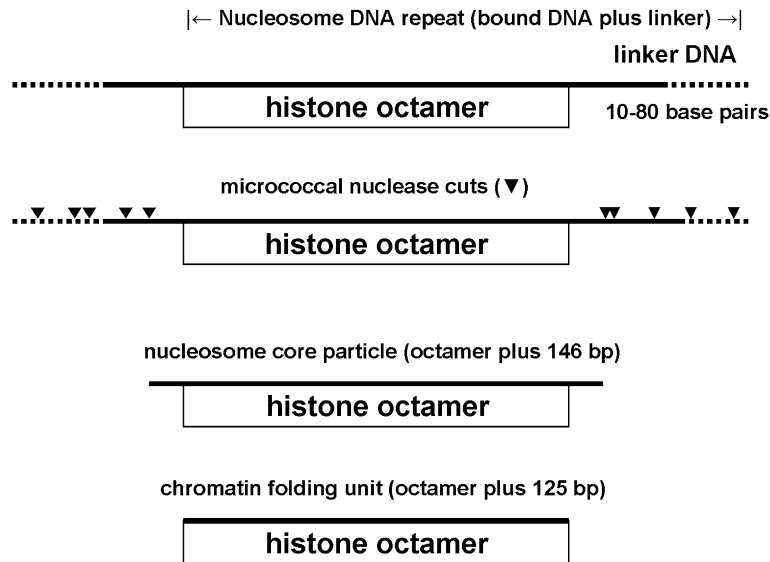 |← Nucleosome DNA repeat (bound DNA plus linker) →|
linker DNA
histone octamer
10-80 base pairs
micrococcal nuclease cuts (▼)
histone octamer
nucleosome core particle (octamer plus 146 bp)
histone octamer
chromatin folding unit (octamer plus 125 bp)
histone octamer